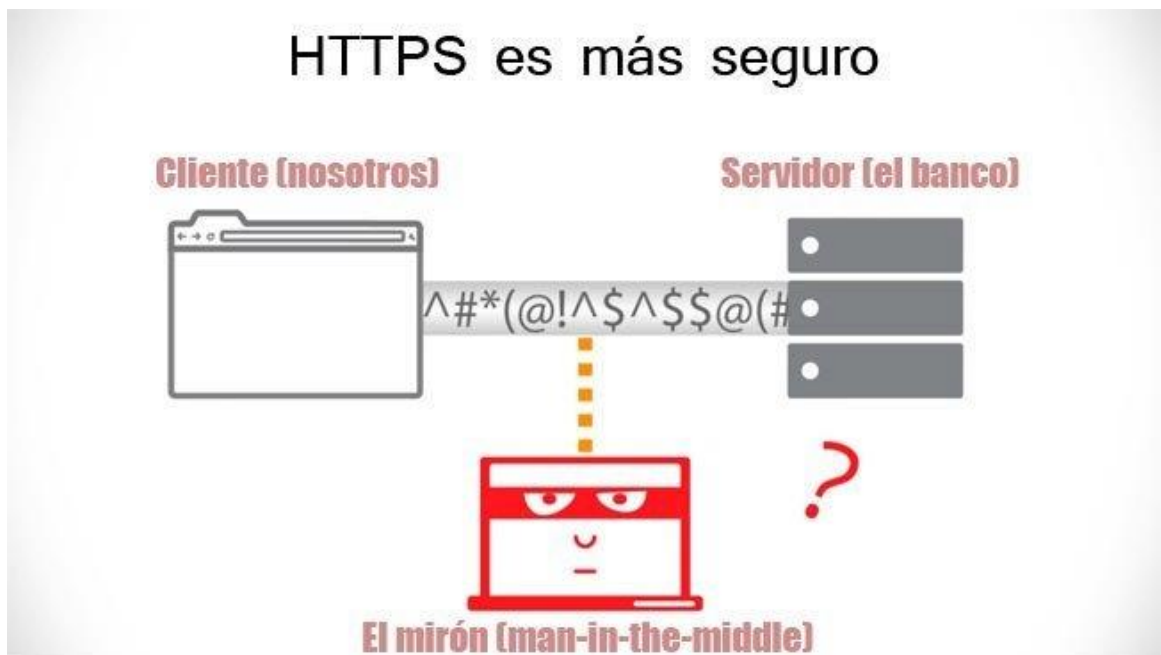 HTTPS es más seguro
Cliente (nosotros)
Servidor (el banco)
^#*(@!^$^$$@(#
?
El mirón (man-in-the-middle)